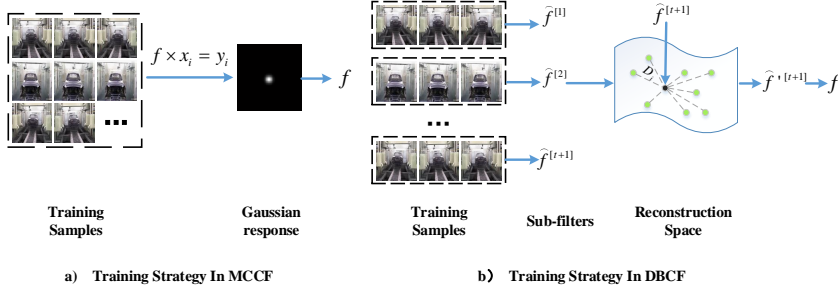 f × x_i = y_i
f
Training
Samples
Gaussian
response
a) Training Strategy In MCCF
f̂^[1]
f̂^[2]
f̂^[t+1]
...
f̂^[t+1]
D
f̂'^[t+1]
f
Training
Samples
Sub-filters
Reconstruction
Space
b) Training Strategy In DBCF